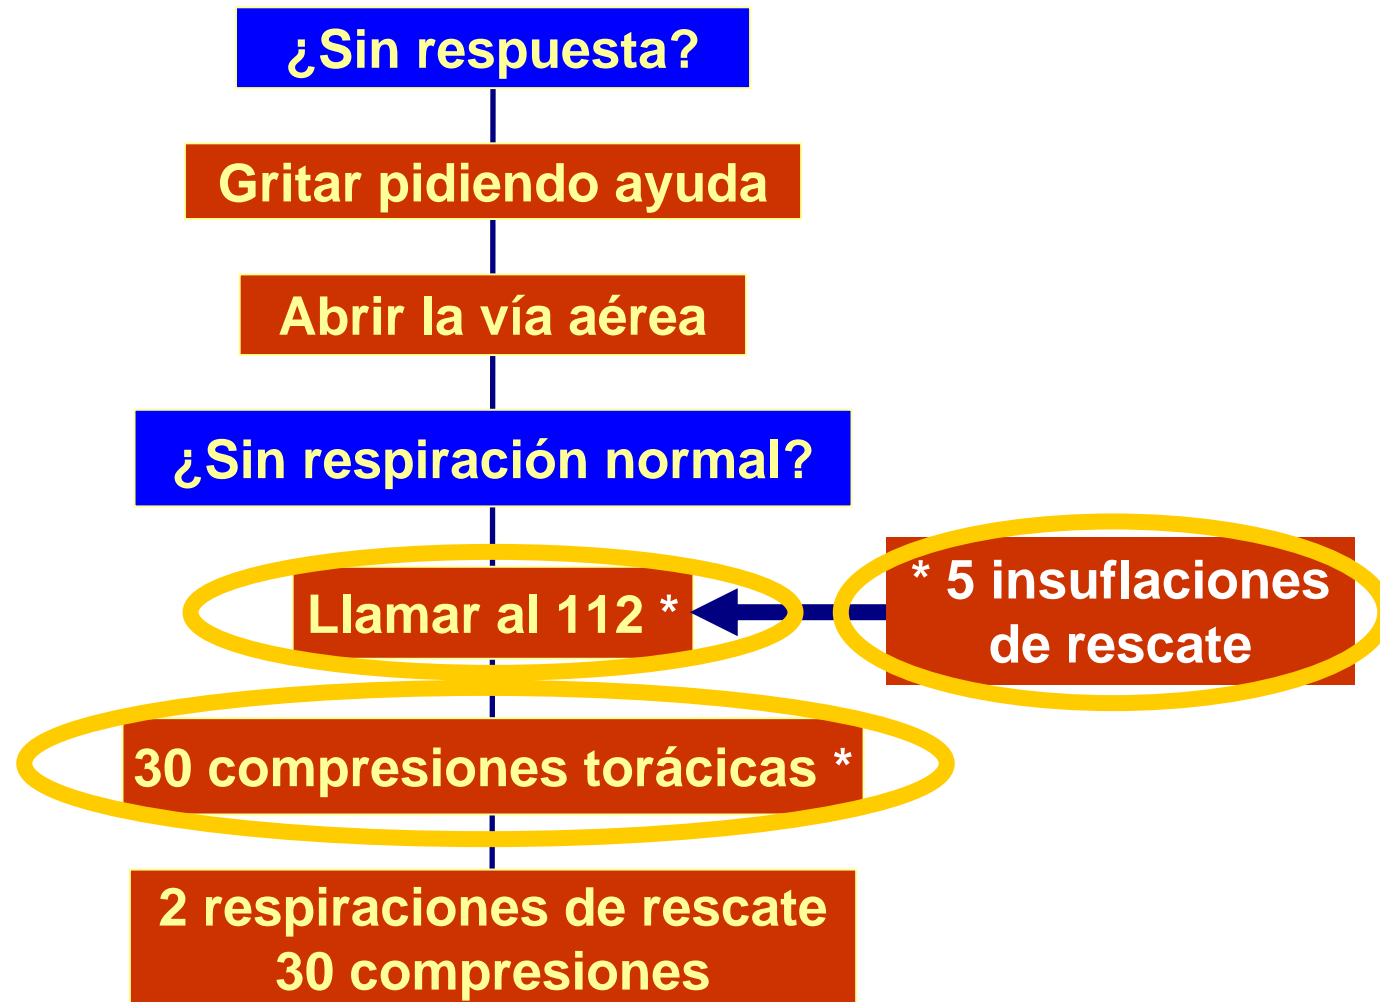 ¿Sin respuesta?
Gritar pidiendo ayuda
Abrir la vía aérea
¿Sin respiración normal?
Llamar al 112 *
* 5 insuflaciones
de rescate
30 compresiones torácicas *
2 respiraciones de rescate
30 compresiones